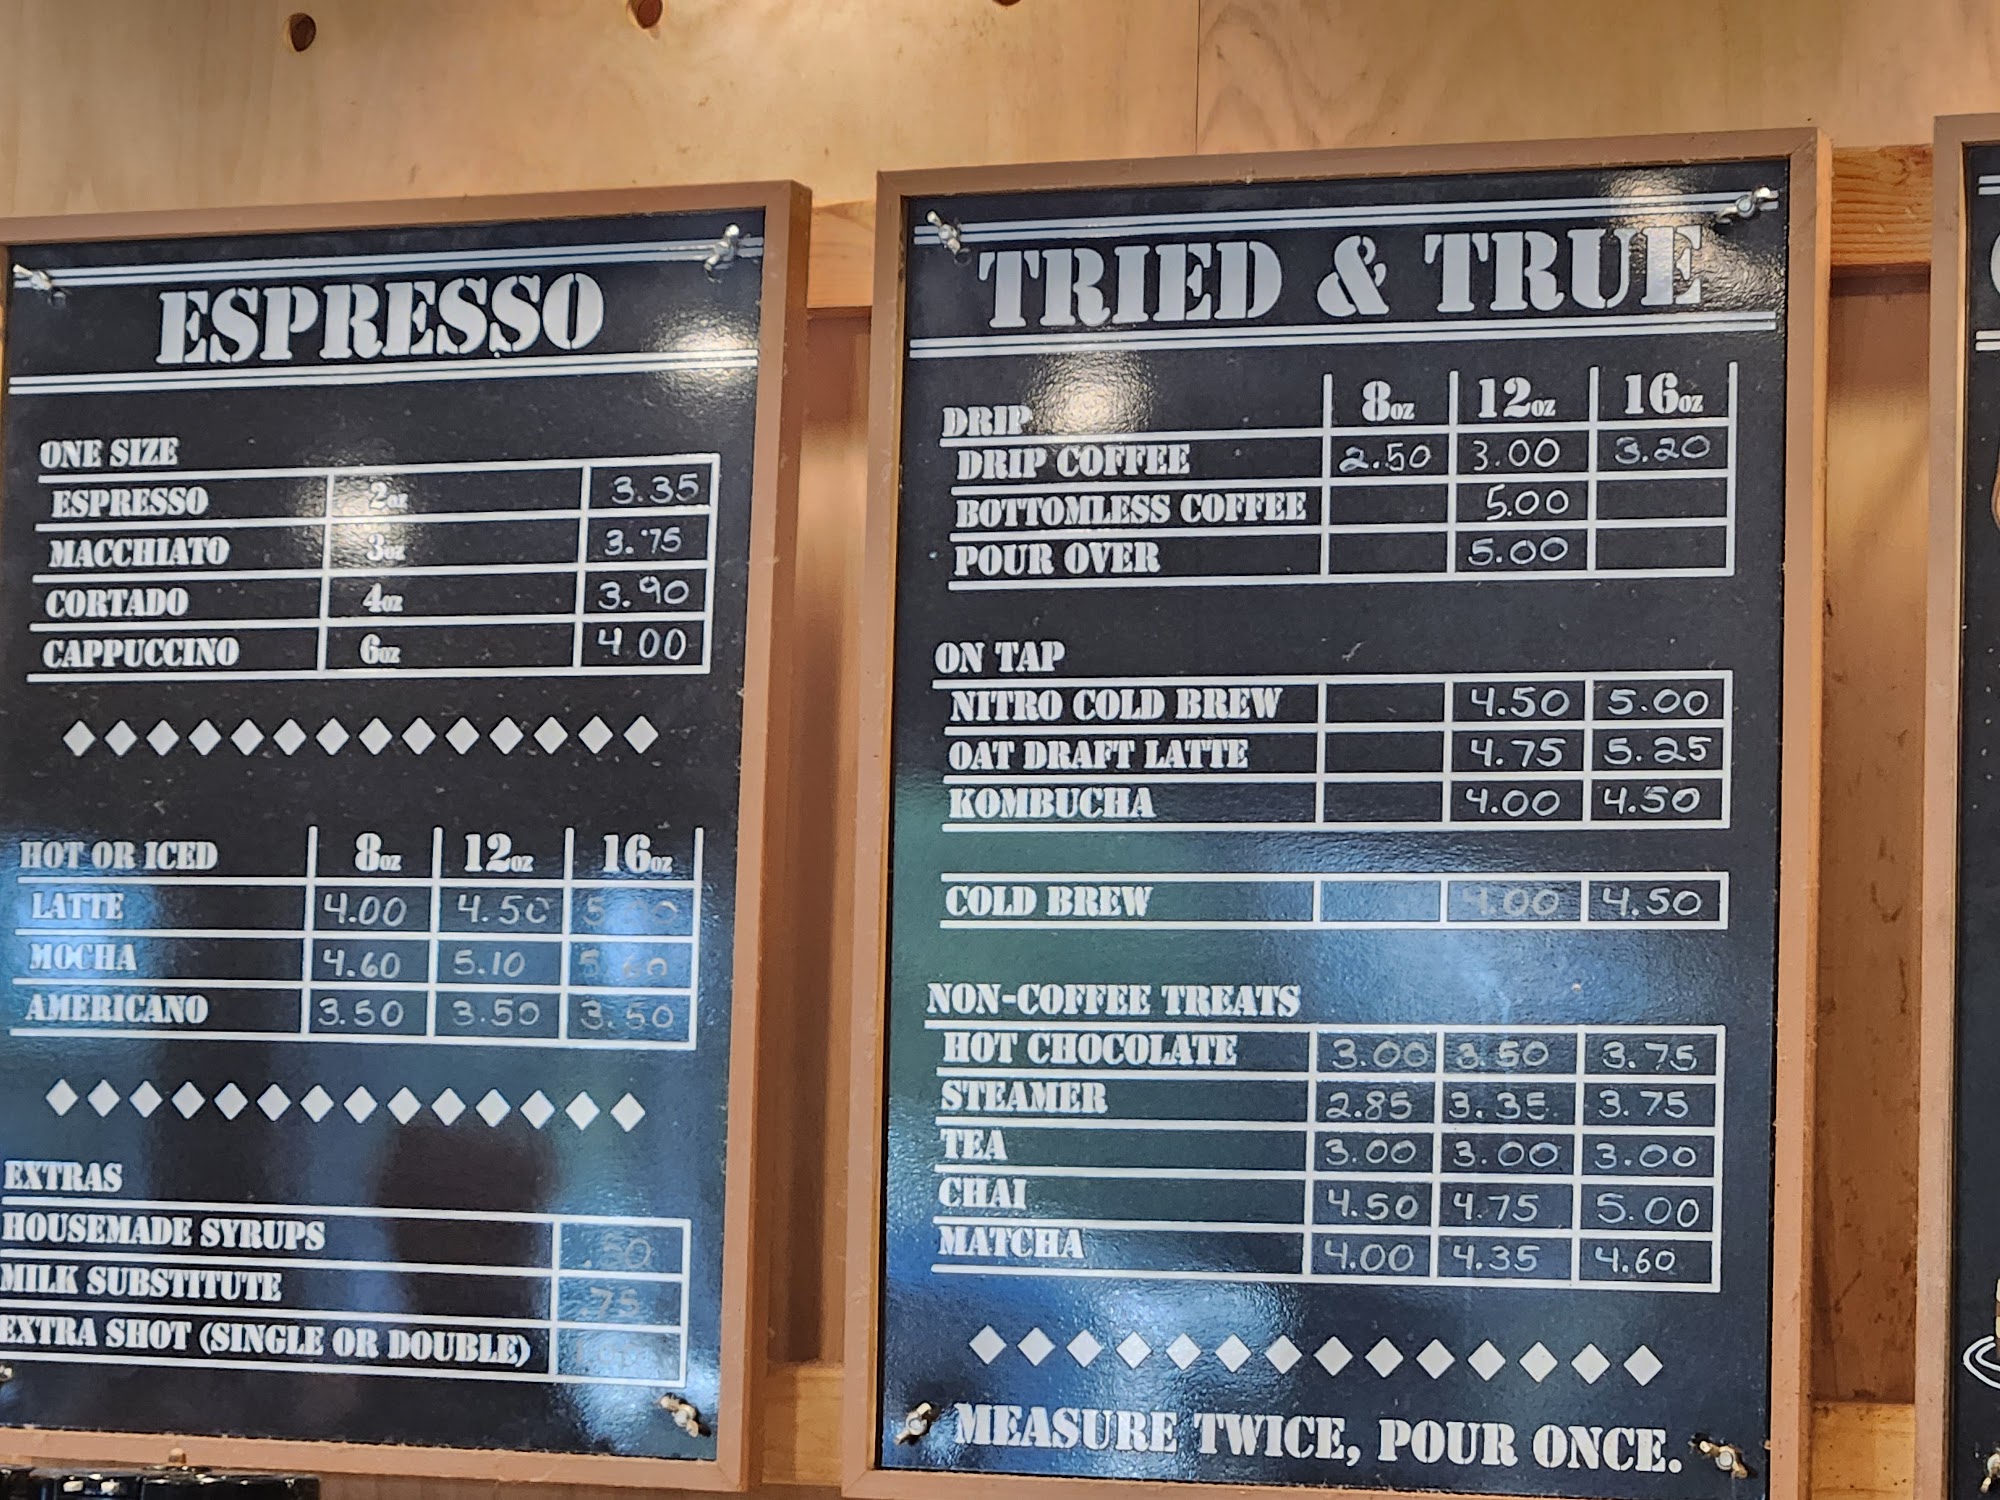 ESPRESSO
ONE SIZE
ESPRESSO 2oz 3.35
MACCHIATO 3oz 3.75
CORTADO 4oz 3.90
CAPPUCCINO 6oz 4.00
HOT OR ICED 8oz 12oz 16oz
LATTE 4.00 4.50
MOCHA 4.60 5.10 5.60
AMERICANO 3.50 3.50 3.50
EXTRAS
HOUSEMADE SYRUPS .50
MILK SUBSTITUTE .75
EXTRA SHOT (SINGLE OR DOUBLE)
TRIED & TRUE
DRIP 8oz 12oz 16oz
DRIP COFFEE 2.50 3.00 3.20
BOTTOMLESS COFFEE 5.00
POUR OVER 5.00
ON TAP
NITRO COLD BREW 4.50 5.00
OAT DRAFT LATTE 4.75 5.25
KOMBUCHA 4.00 4.50
COLD BREW 4.00 4.50
NON-COFFEE TREATS
HOT CHOCOLATE 3.00 3.50 3.75
STEAMER 2.85 3.35 3.75
TEA 3.00 3.00 3.00
CHAI 4.50 4.75 5.00
MATCHA 4.00 4.35 4.60
MEASURE TWICE, POUR ONCE.